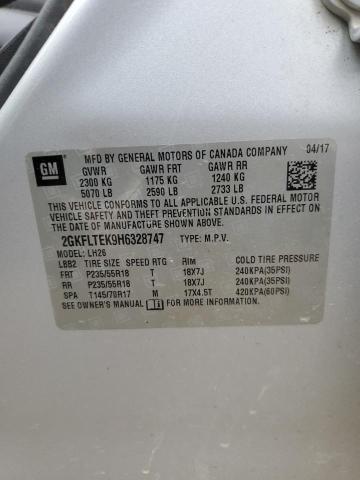 GM
MFD BY GENERAL MOTORS OF CANADA COMPANY 04/17
GVWR GAWR FRT GAWR RR
2300 KG 1175 KG 1240 KG
5070 LB 2590 LB 2733 LB
THIS VEHICLE CONFORMS TO ALL APPLICABLE U.S. FEDERAL MOTOR
VEHICLE SAFETY, BUMPER, AND THEFT PREVENTION STANDARDS IN EFFECT ON
THE DATE OF MANUFACTURE SHOWN ABOVE.
2GKFLTEK9H6328747 TYPE: M.P.V.
MODEL: LH26
LBB2 TIRE SIZE SPEED RTG RIM COLD TIRE PRESSURE
FRT P235/55R18 T 18X7J 240KPA(35PSI)
RR P235/55R18 T 18X7J 240KPA(35PSI)
SPA T145/70R17 M 17X4.5T 420KPA(60PSI)
SEE OWNER'S MANUAL FOR MORE INFORMATION.